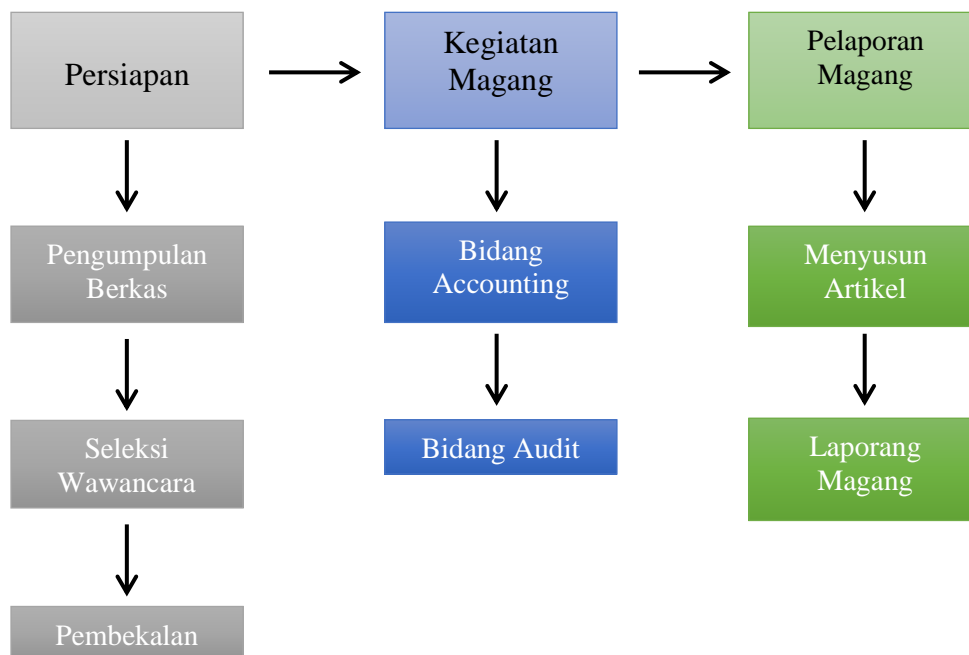 Persiapan
Kegiatan
Magang
Pelaporan
Magang
Pengumpulan
Berkas
Bidang
Accounting
Menyusun
Artikel
Seleksi
Wawancara
Bidang Audit
Laporang
Magang
Pembekalan